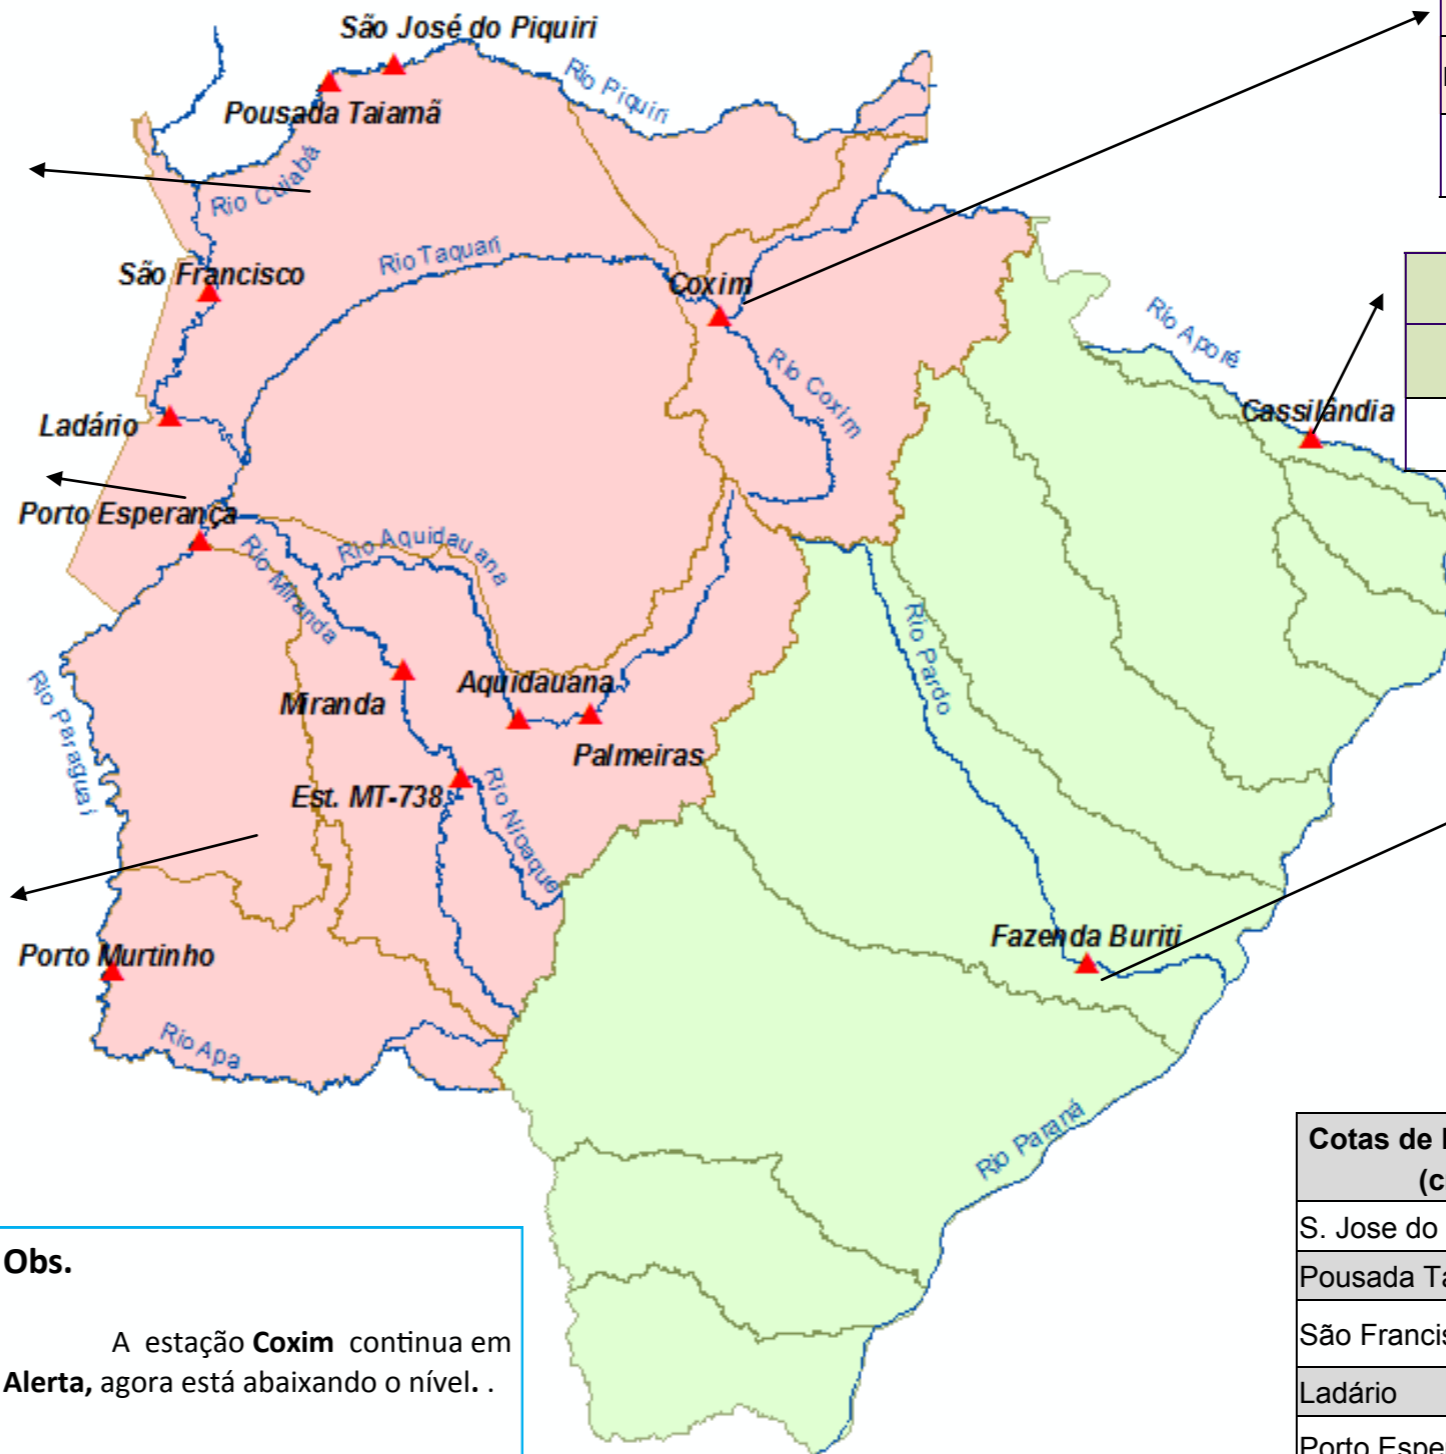 São José do Piquiri
Rio Piquiri
Pousada Taiamã
Rio Cuiabá
São Francisco
Rio Taquari
Coxim
Rio Aporé
Rio Coxim
Cassilândia
Ladário
Porto Esperança
Rio Aquidauana
Rio Miranda
Rio Pardo
Rio Paraguai
Miranda
Aquidauana
Palmeiras
Est. MT-738
Rio Nioaque
Fazenda Buriti
Porto Murtinho
Rio Apa
Rio Paraná
Obs.
A estação Coxim continua em
Alerta, agora está abaixando o nível. .
Cotas de
(c
S. Jose do
Pousada Ta
São Francis
Ladário
Porto Espe